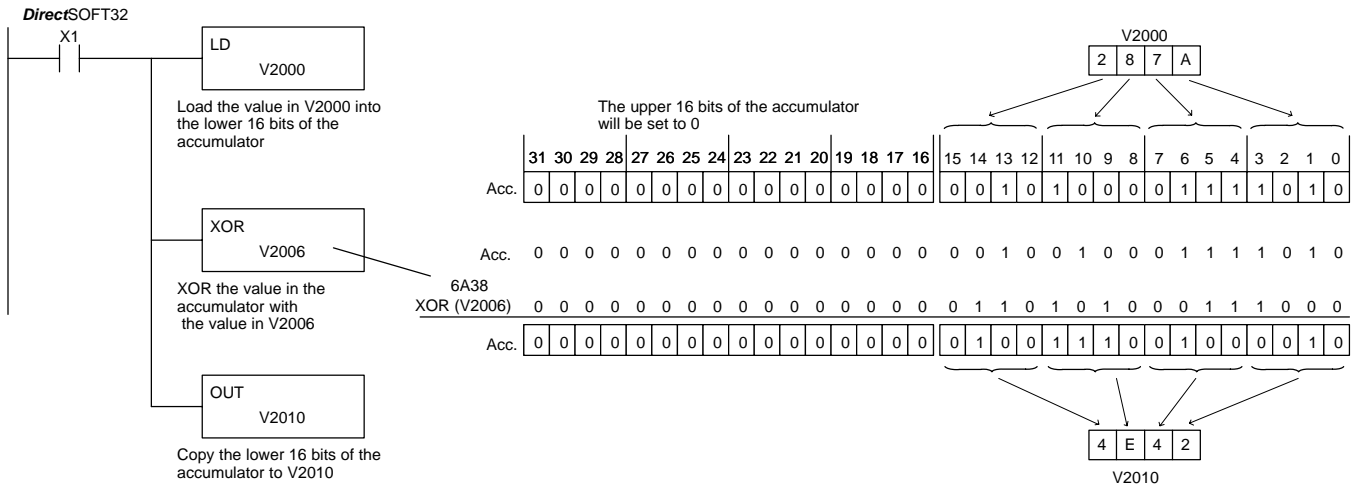 DirectSOFT32
X1
LD
V2000
Load the value in V2000 into
the lower 16 bits of the
accumulator
XOR
V2006
XOR the value in the
accumulator with
the value in V2006
OUT
V2010
Copy the lower 16 bits of the
accumulator to V2010
V2000
2 8 7 A
The upper 16 bits of the accumulator
will be set to 0
31 30 29 28 27 26 25 24 23 22 21 20 19 18 17 16 15 14 13 12 11 10 9 8 7 6 5 4 3 2 1 0
Acc. 0 0 0 0 0 0 0 0 0 0 0 0 0 0 0 0 0 0 1 0 1 0 0 0 0 1 1 1 1 0 1 0
Acc. 0 0 0 0 0 0 0 0 0 0 0 0 0 0 0 0 0 0 1 0 0 1 0 0 0 1 1 1 1 0 1 0
6A38
XOR (V2006) 0 0 0 0 0 0 0 0 0 0 0 0 0 0 0 0 0 1 1 0 1 0 1 0 0 0 1 1 1 0 0 0
Acc. 0 0 0 0 0 0 0 0 0 0 0 0 0 0 0 0 0 1 0 0 1 1 1 0 0 1 0 0 0 0 1 0
4 E 4 2
V2010